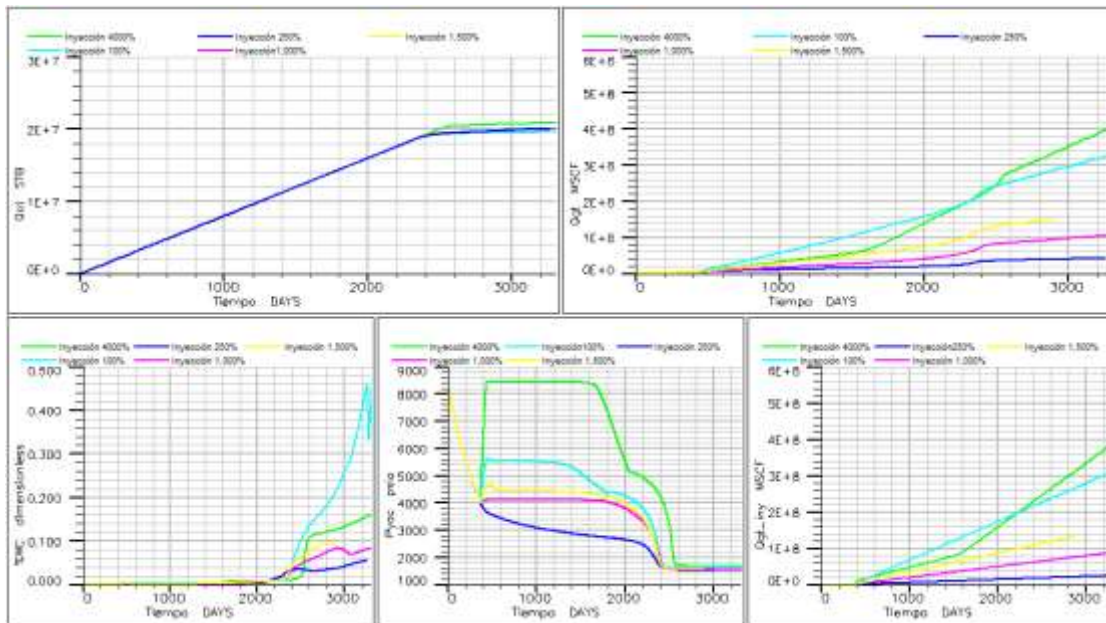 Inyección 4000% Inyección 250% Inyección 1,500%
Inyección 100% Inyección1,000%
3E+7
2E+7
1E+7
0E+0
STB
0 1000 2000 3000
Tiempo DAYS
Inyección 4000% Inyección 100% Inyección 250%
Inyección 1,000% Inyección 1,500%
6E+8
5E+8
4E+8
3E+8
2E+8
1E+8
0E+0
Qgt MSCF
0 1000 2000 3000
Tiempo DAYS
Inyección 4000% Inyección 250% Inyección 1,500%
Inyección 100% Inyección 1,000%
0.500
0.400
0.300
0.200
0.100
0.000
dimensionless
0 1000 2000 3000
Tiempo DAYS
Inyección 4000% Inyección100% Inyección 250%
Inyección 1,000% Inyección 1,500%
9000
8000
7000
6000
5000
4000
3000
2000
1000
Pyac
0 1000 2000 3000
Tiempo DAYS
Inyección 4000% Inyección250% Inyección 1,500%
Inyección 100% Inyección 1,000%
6E+8
5E+8
4E+8
3E+8
2E+8
1E+8
0E+0
Qgt_iny MSCF
0 1000 2000 3000
Tiempo DAYS